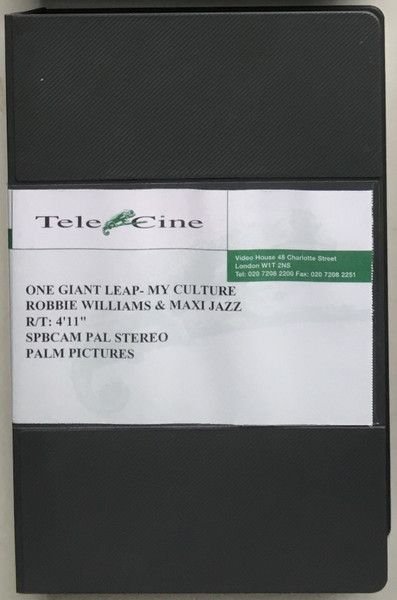 Tele Cine
Video House 48 Charlotte Street
London W1T 2NS
Tel: 020 7208 2200 Fax: 020 7208 2251
ONE GIANT LEAP- MY CULTURE
ROBBIE WILLIAMS & MAXI JAZZ
R/T: 4'11"
SPBCAM PAL STEREO
PALM PICTURES